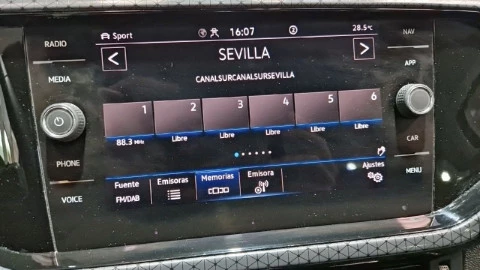 RADIO
MEDIA
PHONE
VOICE
Sport 16:07 2 28.5°C
SEVILLA
CANALSURCANALSURSEVILLA
1 2 3 4 5 6
88.3 MHz Libre Libre Libre Libre Libre
Fuente Emisoras Memorias Emisora Ajustes
FM/DAB
NAV
APP
CAR
MENU